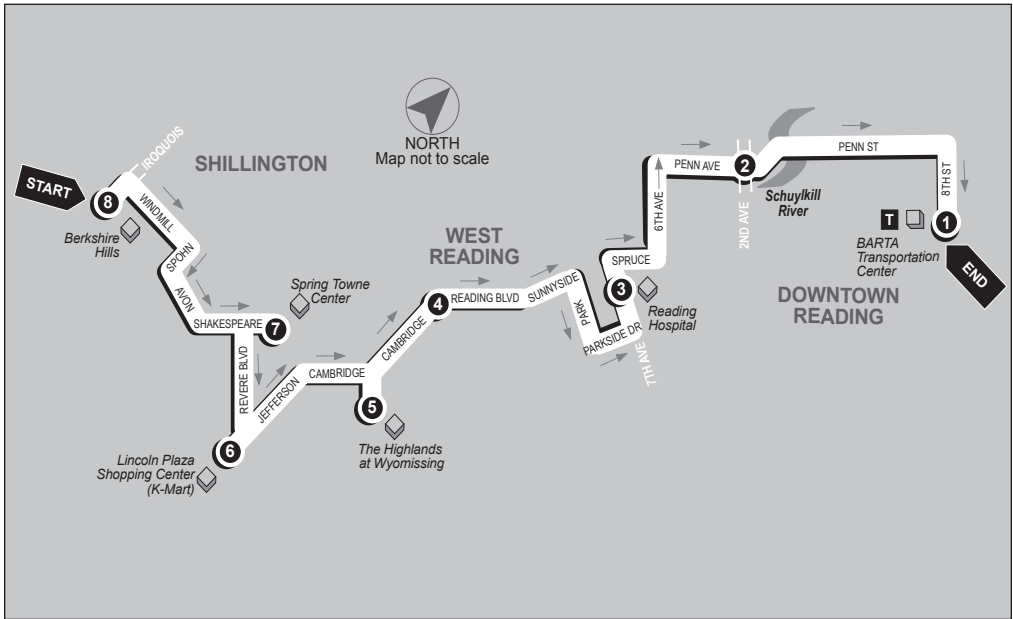 NORTH
Map not to scale
START
8
IROQUOIS
WINDMILL
Berkshire
Hills
SHILLINGTON
SPOHN
AVON
Spring Towne
Center
SHAKESPEARE
7
REVERE BLVD
JEFFERSON
6
Lincoln Plaza
Shopping Center
(K-Mart)
CAMBRIDGE
5
The Highlands
at Wyomissing
CAMBRIDGE
WEST
READING
4
READING BLVD
SUNNYSIDE
PARK
PARKSIDE DR
7TH AVE
3
Reading
Hospital
SPRUCE
6TH AVE
PENN AVE
2
2ND AVE
Schuylkill
River
PENN ST
8TH ST
T
1
BARTA
Transportation
Center
END
DOWNTOWN
READING